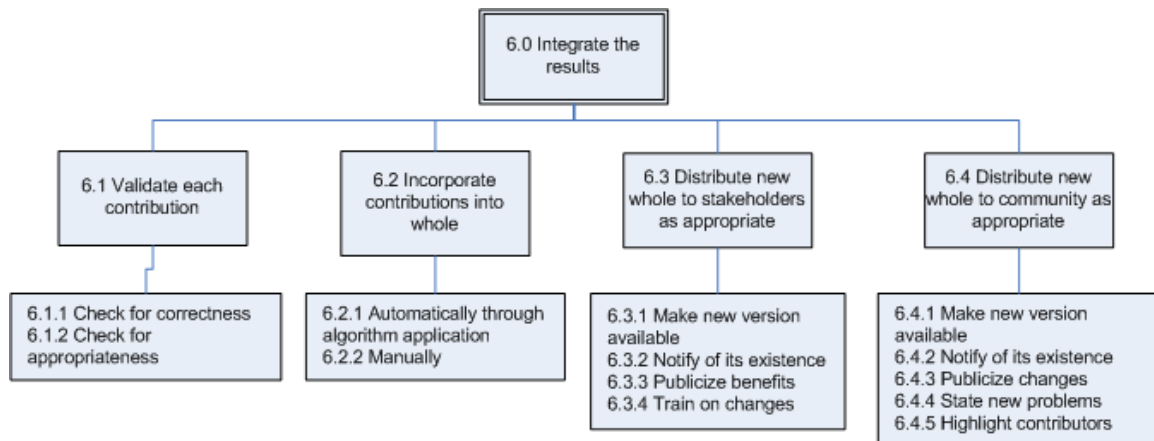 6.0 Integrate the
results
6.1 Validate each
contribution
6.2 Incorporate
contributions into
whole
6.3 Distribute new
whole to stakeholders
as appropriate
6.4 Distribute new
whole to community as
appropriate
6.1.1 Check for correctness
6.1.2 Check for
appropriateness
6.2.1 Automatically through
algorithm application
6.2.2 Manually
6.3.1 Make new version
available
6.3.2 Notify of its existence
6.3.3 Publicize benefits
6.3.4 Train on changes
6.4.1 Make new version
available
6.4.2 Notify of its existence
6.4.3 Publicize changes
6.4.4 State new problems
6.4.5 Highlight contributors